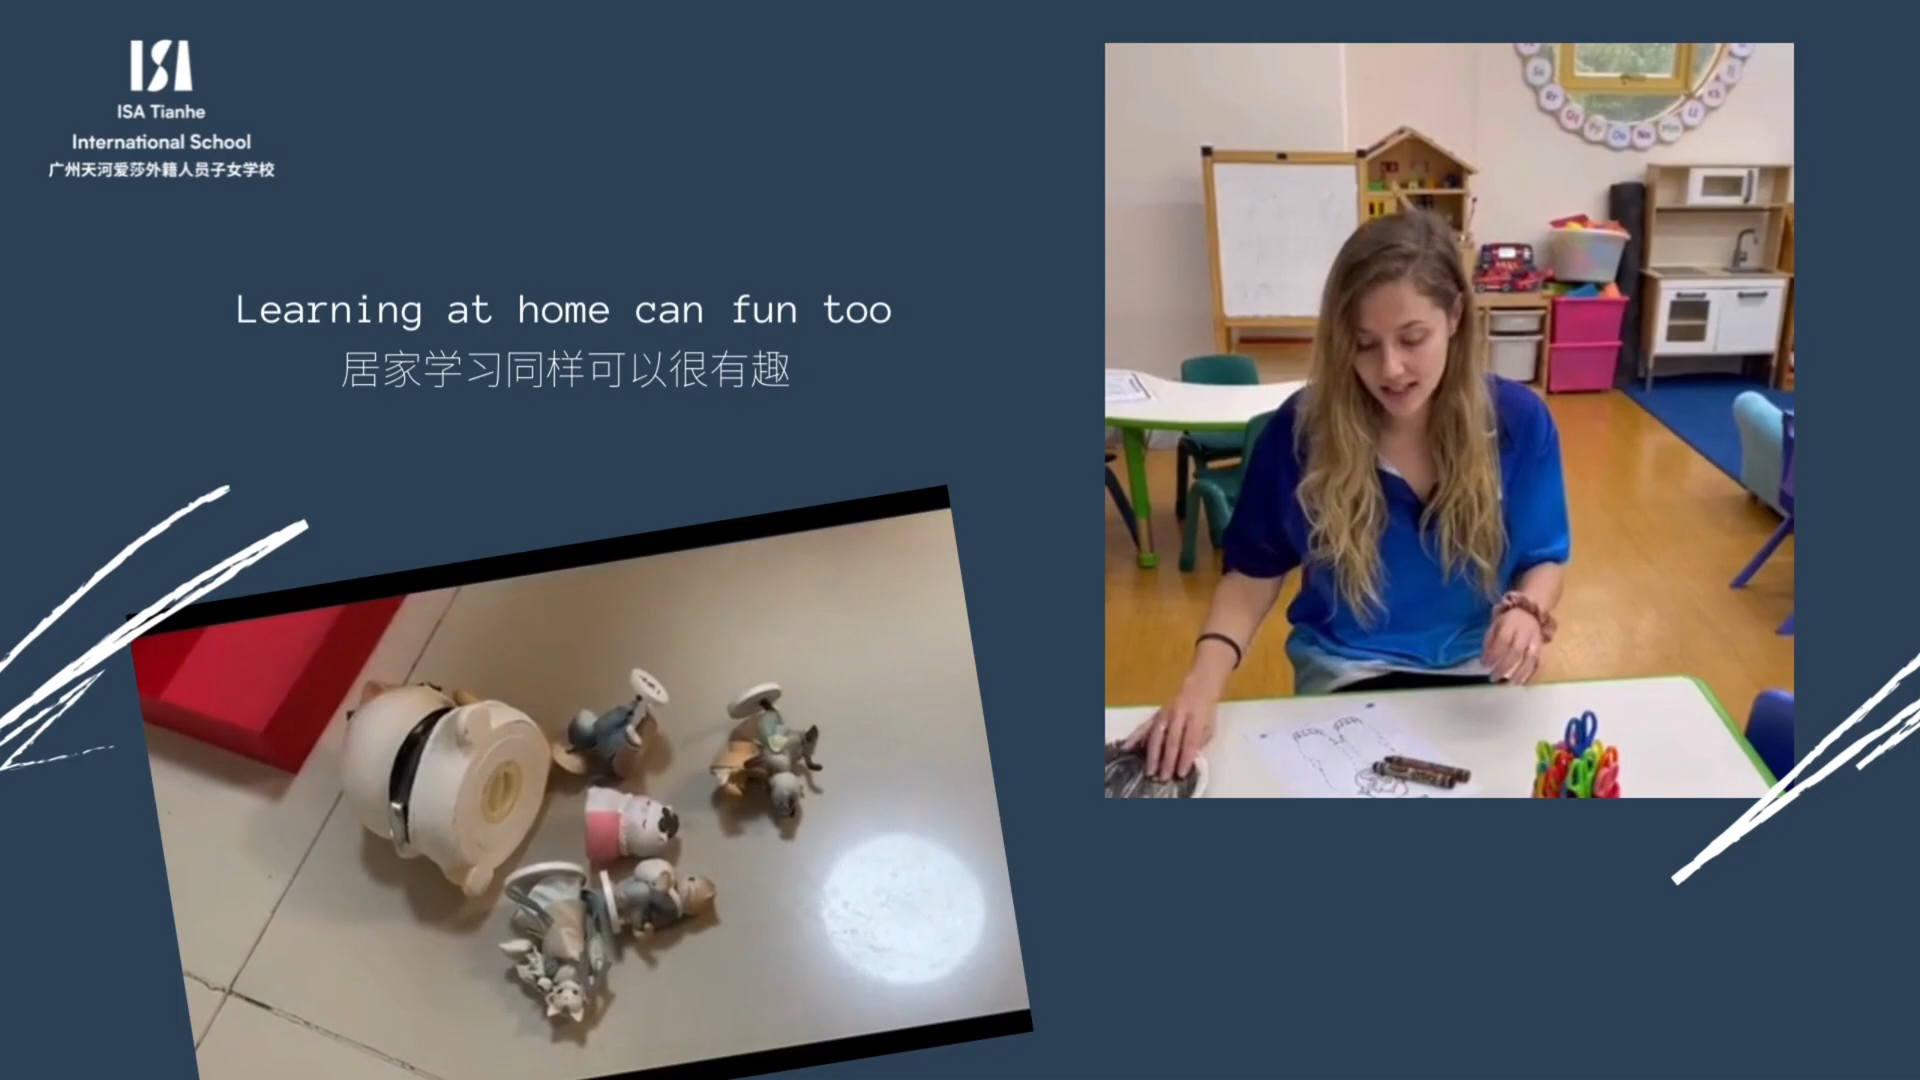 ISA
ISA Tianhe
International School
广州天河爱莎外籍人员子女学校
Learning at home can fun too
居家学习同样可以很有趣